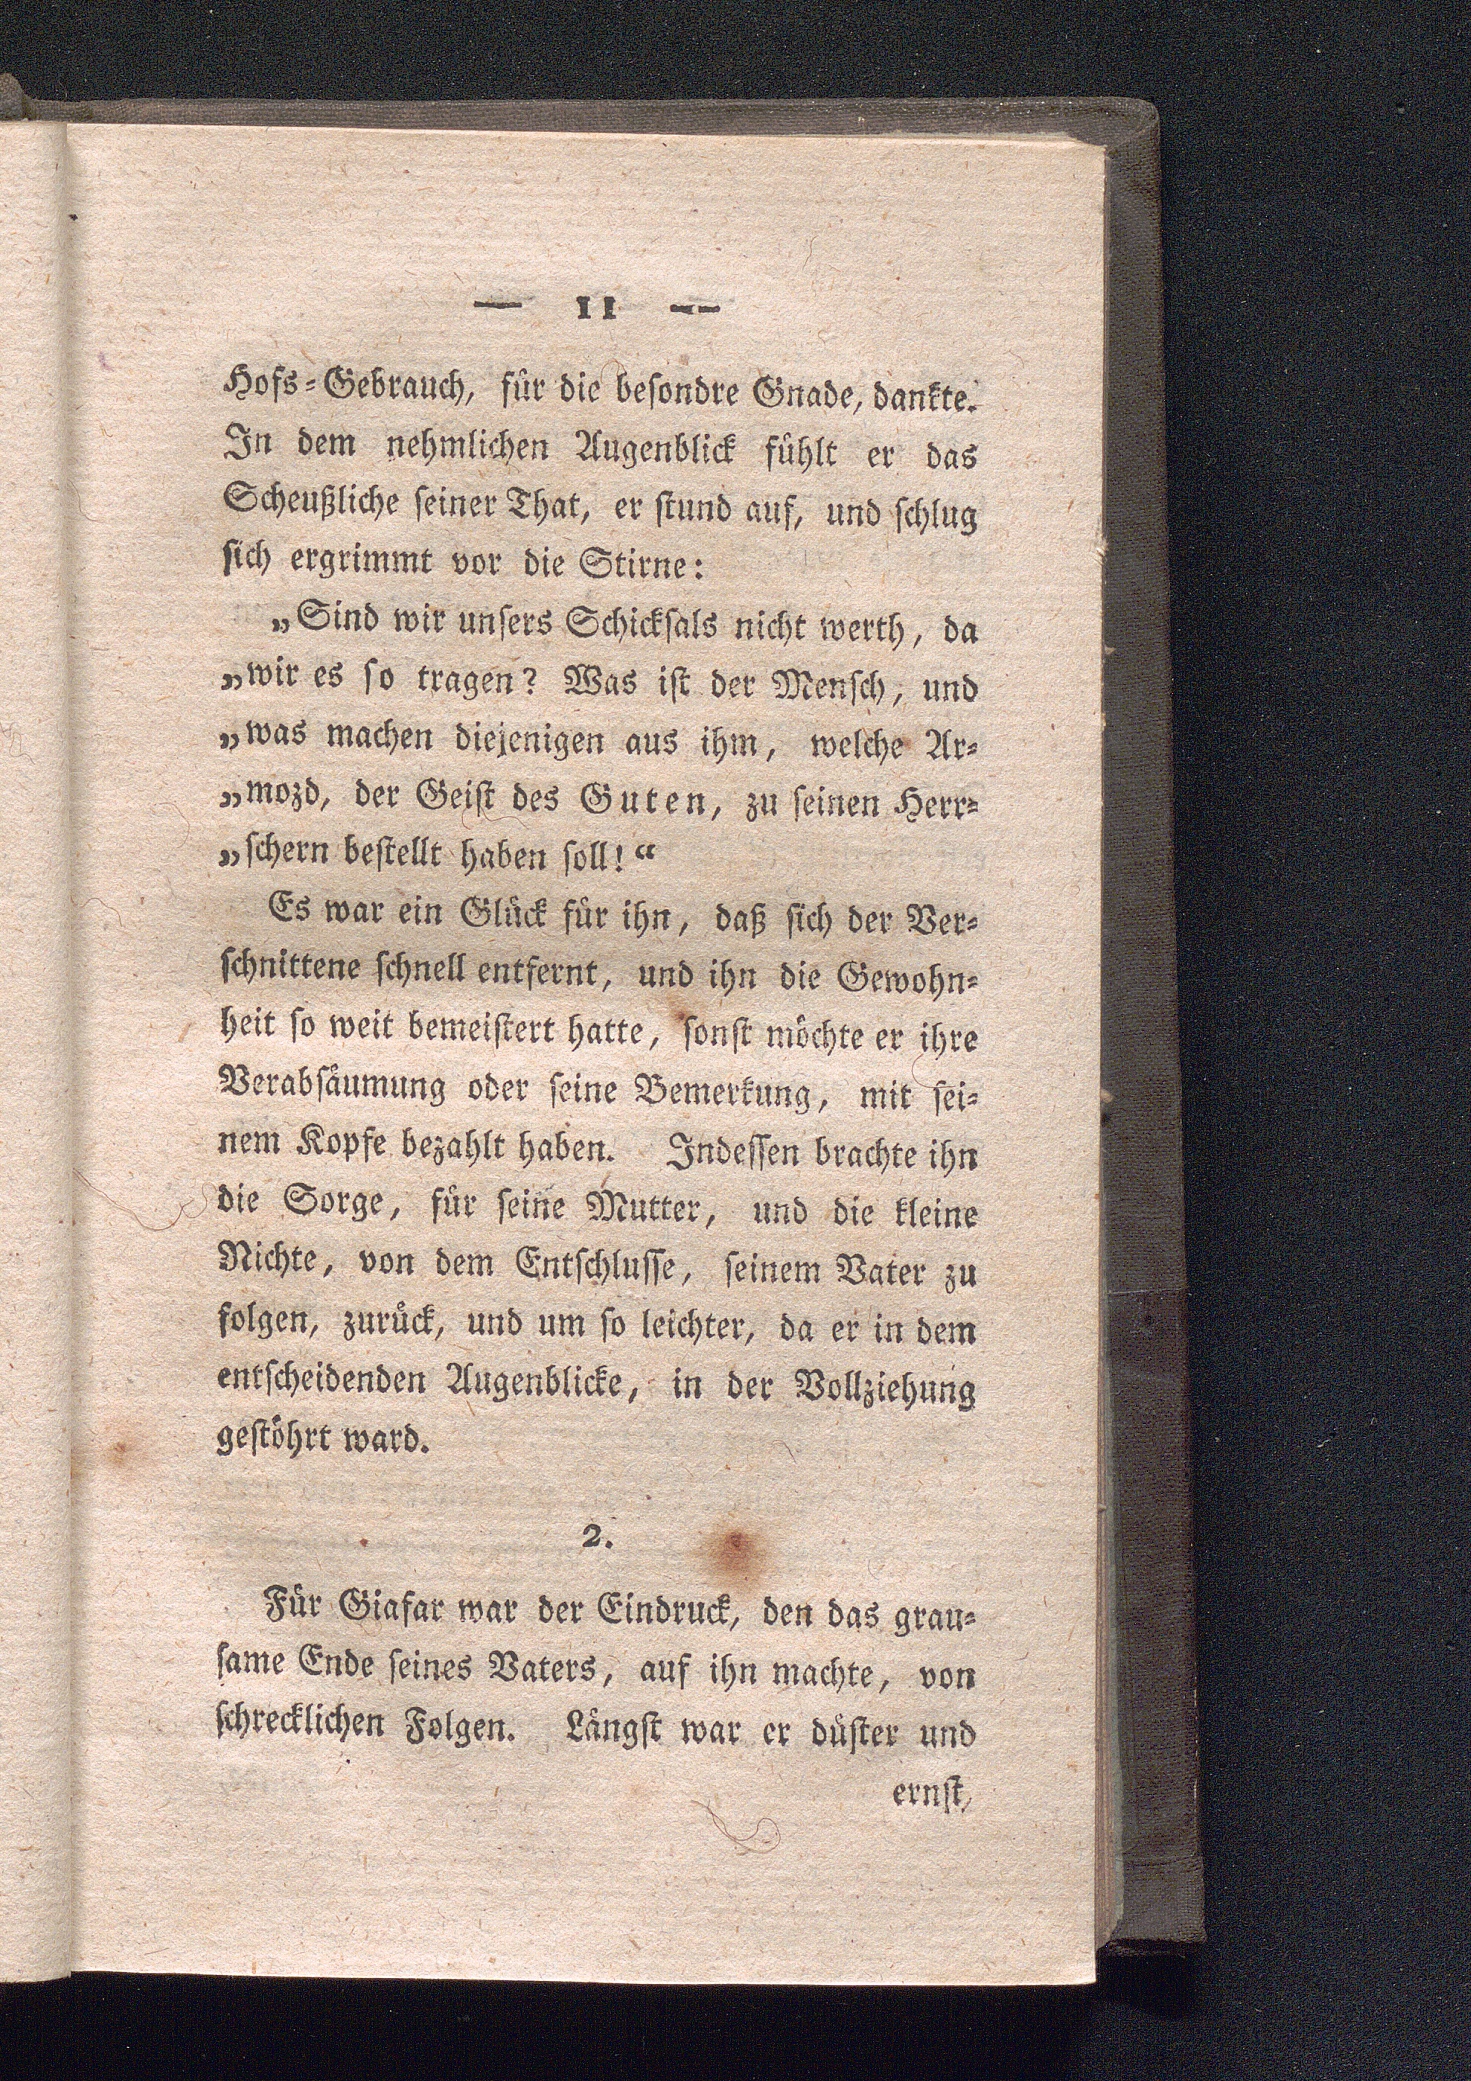 — 11 —
Hofs-Gebrauch, für die beſondre Gnade, dankte.
In dem nehmlichen Augenblick fühlt er das
Scheußliche ſeiner That, er ſtund auf, und ſchlug
ſich ergrimmt vor die Stirne:
„Sind wir unſers Schickſals nicht werth, da
„wir es ſo tragen? Was iſt der Menſch, und
„was machen diejenigen aus ihm, welche Ar-
„mozd, der Geiſt des Guten, zu ſeinen Herr-
„ſchern beſtellt haben ſoll!“
Es war ein Glück für ihn, daß ſich der Ver-
ſchnittene ſchnell entfernt, und ihn die Gewohn-
heit ſo weit bemeiſtert hatte, ſonſt möchte er ihre
Verabſäumung oder ſeine Bemerkung, mit ſei-
nem Kopfe bezahlt haben. Indeſſen brachte ihn
die Sorge, für ſeine Mutter, und die kleine
Nichte, von dem Entſchluſſe, ſeinem Vater zu
folgen, zurück, und um ſo leichter, da er in dem
entſcheidenden Augenblicke, in der Vollziehung
geſtöhrt ward.
2.
Für Giafar war der Eindruck, den das grau-
ſame Ende ſeines Vaters, auf ihn machte, von
ſchrecklichen Folgen. Längſt war er düſter und
ernſt,